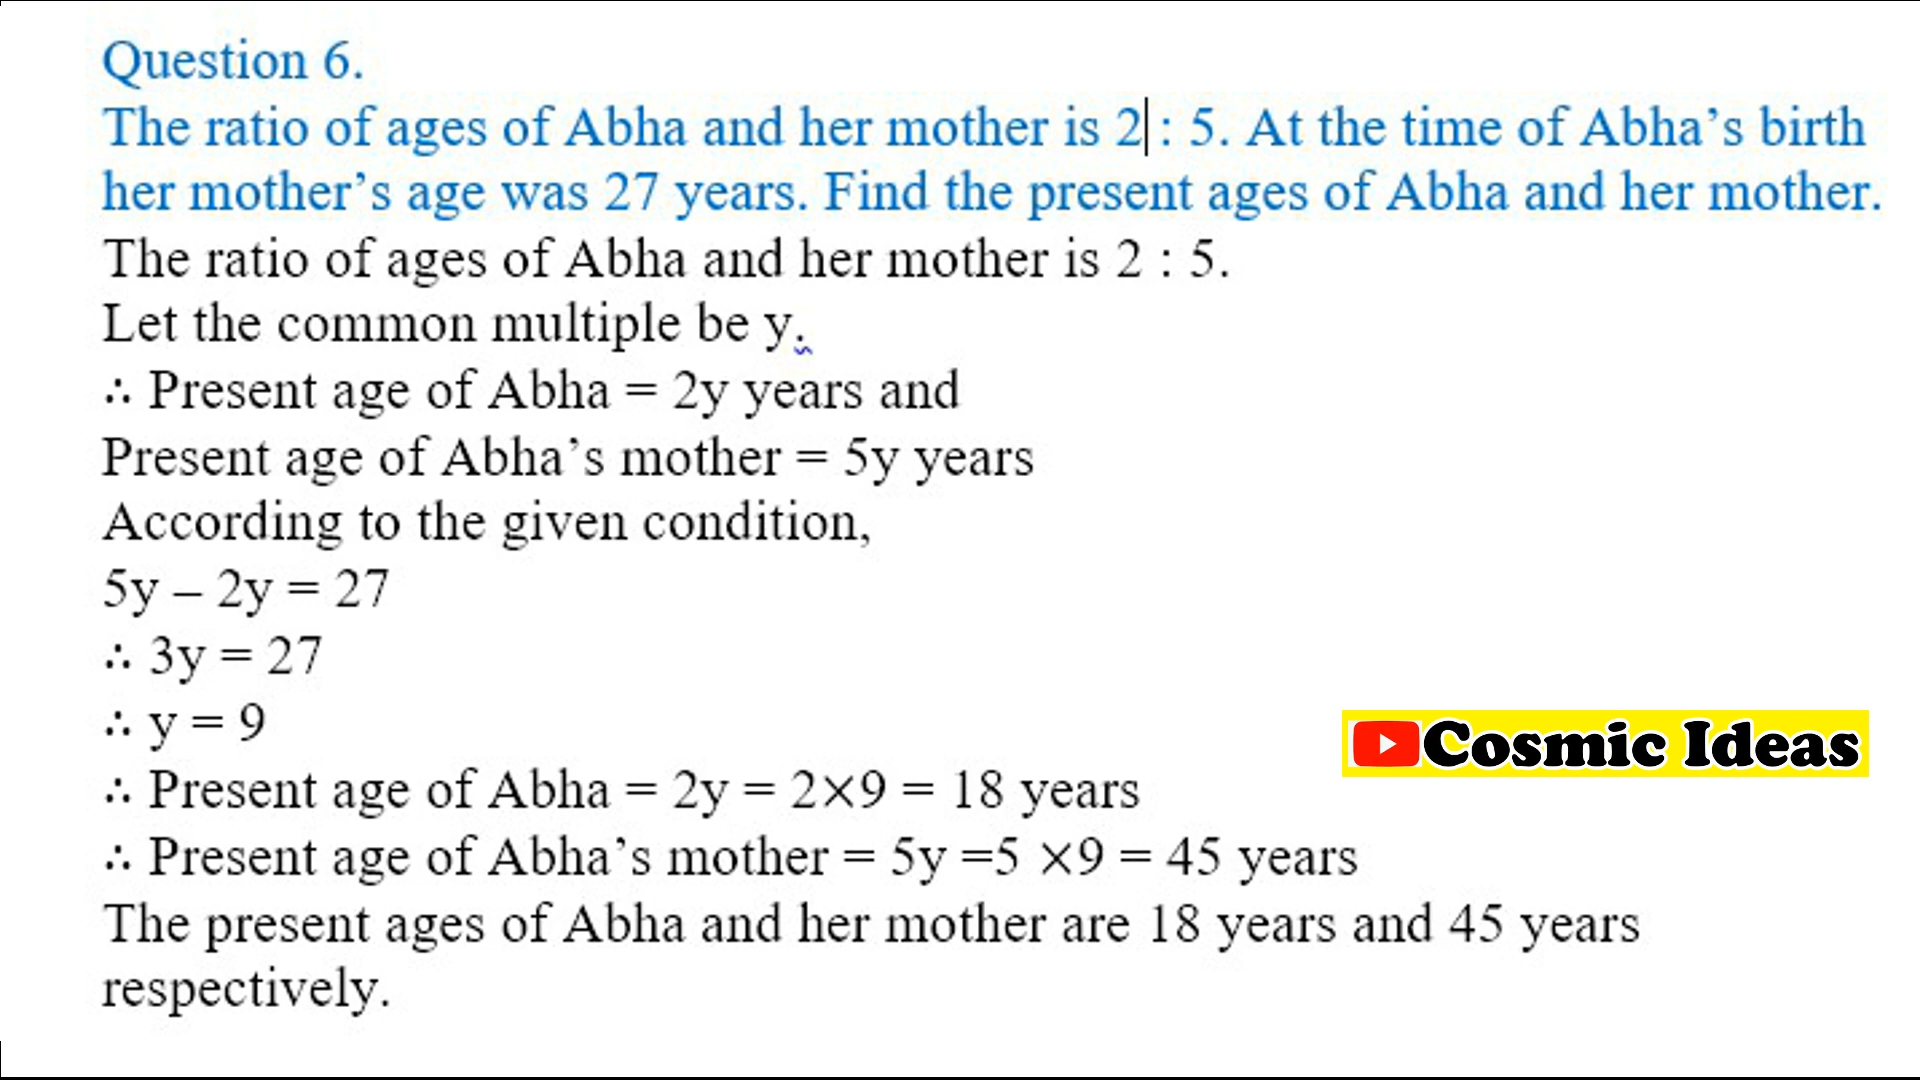 Question 6.
The ratio of ages of Abha and her mother is 2 : 5. At the time of Abha’s birth
her mother’s age was 27 years. Find the present ages of Abha and her mother.
The ratio of ages of Abha and her mother is 2 : 5.
Let the common multiple be y.
∴ Present age of Abha = 2y years and
Present age of Abha’s mother = 5y years
According to the given condition,
5y – 2y = 27
∴ 3y = 27
∴ y = 9
Cosmic Ideas
∴ Present age of Abha = 2y = 2×9 = 18 years
∴ Present age of Abha’s mother = 5y =5 ×9 = 45 years
The present ages of Abha and her mother are 18 years and 45 years
respectively.